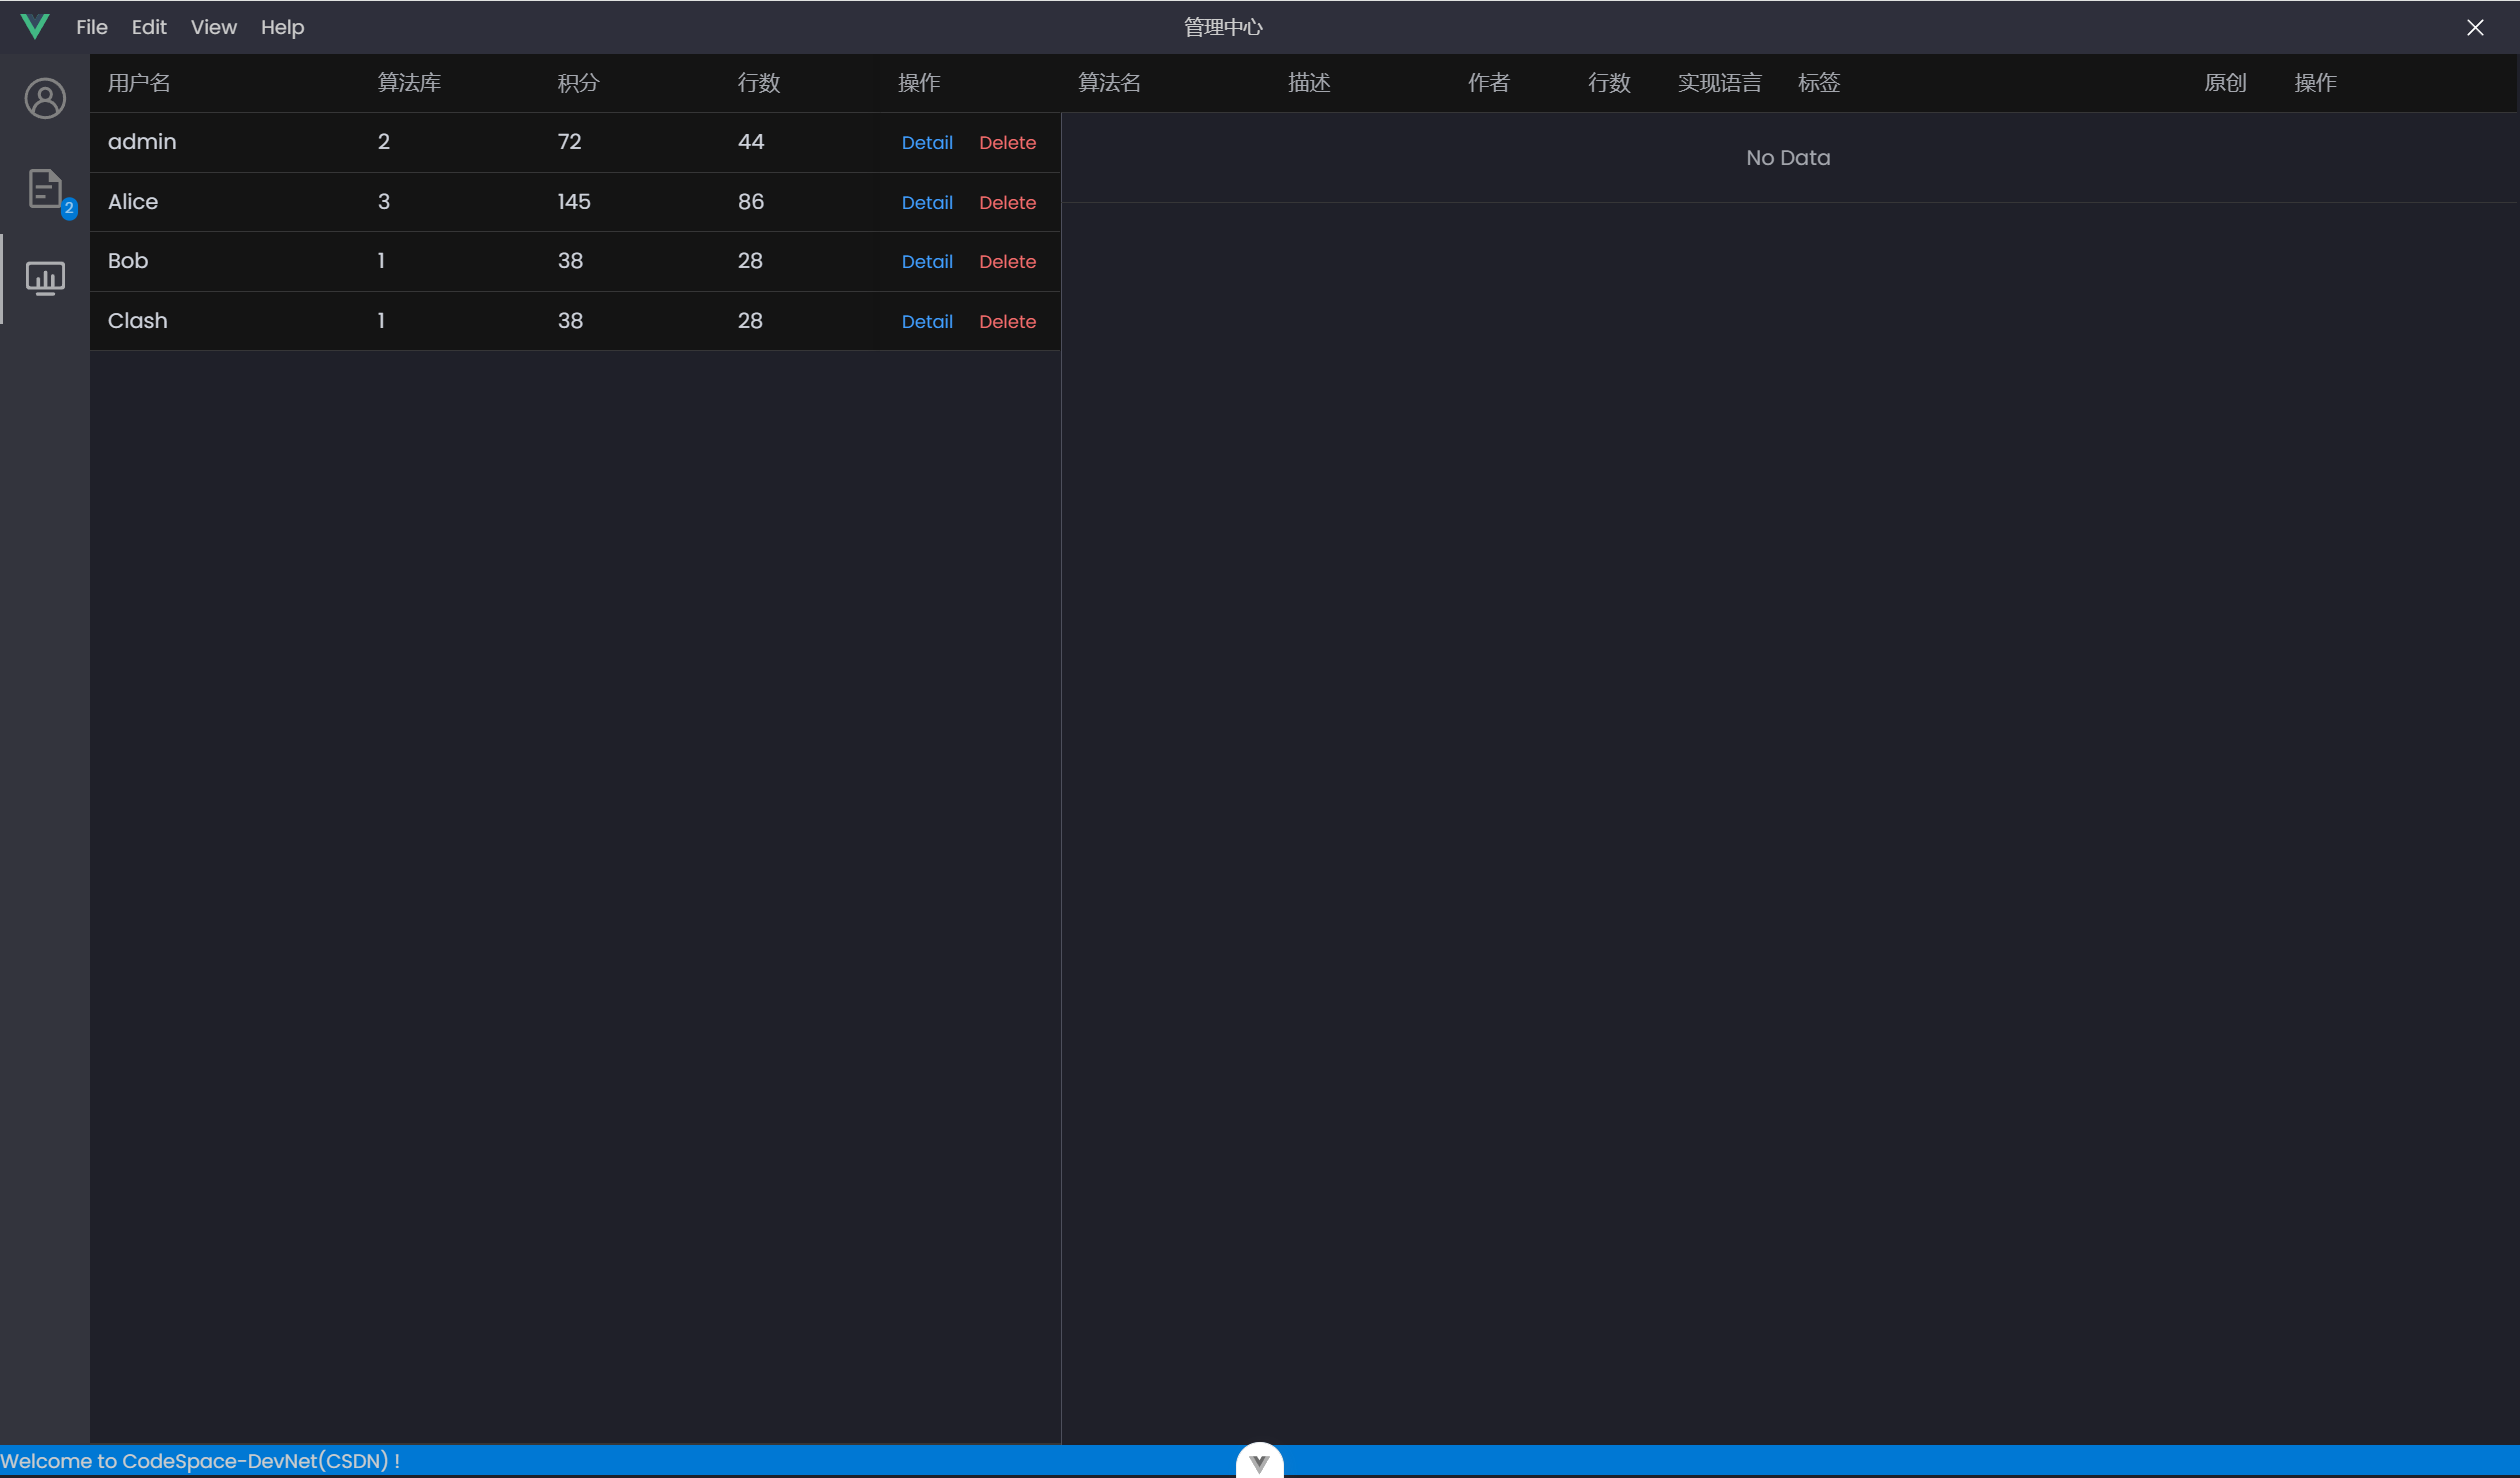 File Edit View Help 管理中心
用户名 算法库 积分 行数 操作 算法名 描述 作者 行数 实现语言 标签 原创 操作
admin 2 72 44 Detail Delete
No Data
Alice 3 145 86 Detail Delete
2
Bob 1 38 28 Detail Delete
Clash 1 38 28 Detail Delete
Welcome to CodeSpace-DevNet(CSDN) !